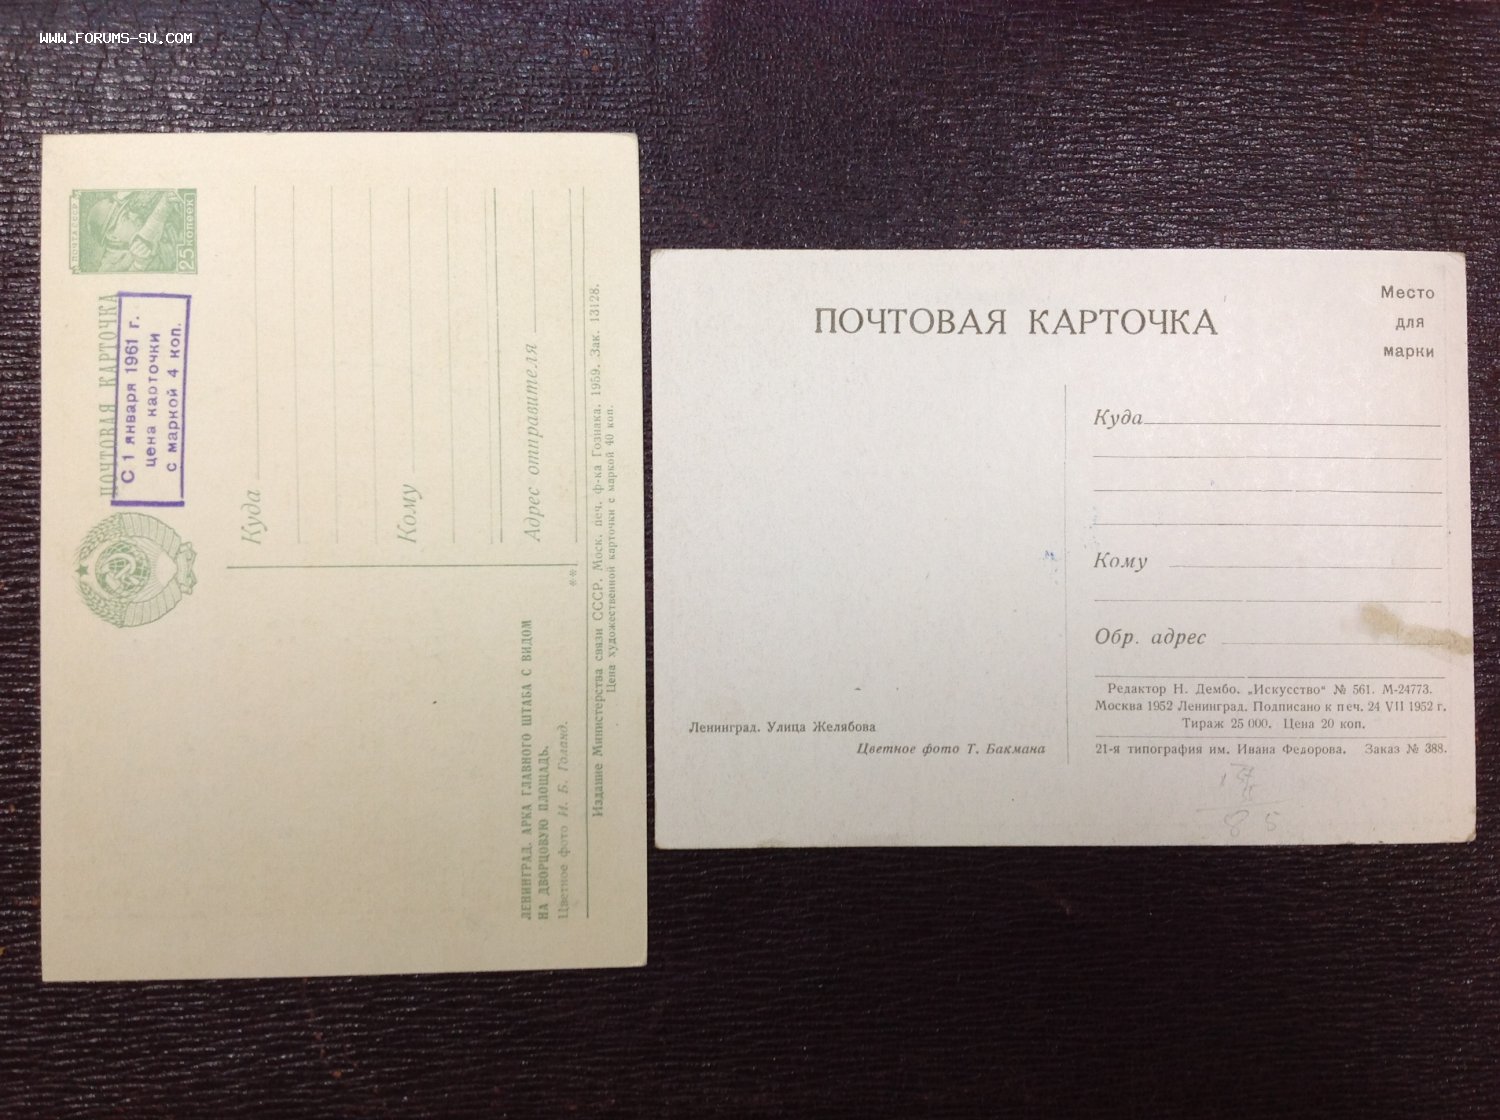 WWW.FORUMS-SU.COM
ПОЧТА СССР
25 КОПЕЕК
ПОЧТОВАЯ КАРТОЧКА
С 1 января 1961 г.
цена карточки
с маркой 4 коп.
Куда
Кому
Адрес отправителя
**
ЛЕНИНГРАД. АРКА ГЛАВНОГО ШТАБА С ВИДОМ
НА ДВОРЦОВУЮ ПЛОЩАДЬ.
Цветное фото И. Б. Голанд.
Издание Министерства связи СССР. Моск. печ. ф-ка Гознака. 1959. Зак. 13128.
Цена художественной карточки с маркой 40 коп.
ПОЧТОВАЯ КАРТОЧКА
Место
для
марки
Куда
Кому
Обр. адрес
Редактор Н. Дембо. „Искусство“ № 561. М-24773.
Москва 1952 Ленинград. Подписано к печ. 24 VII 1952 г.
Тираж 25 000. Цена 20 коп.
21-я типография им. Ивана Федорова. Заказ № 388.
Ленинград. Улица Желябова
Цветное фото Т. Бакмана